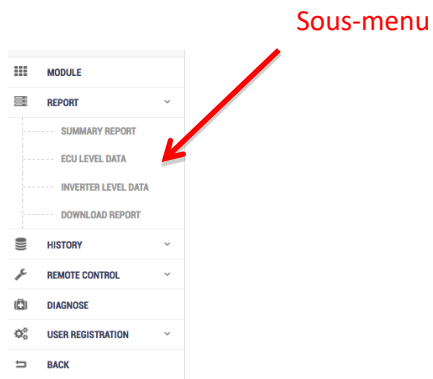 Sous-menu
MODULE
REPORT
SUMMARY REPORT
ECU LEVEL DATA
INVERTER LEVEL DATA
DOWNLOAD REPORT
HISTORY
REMOTE CONTROL
DIAGNOSE
USER REGISTRATION
BACK